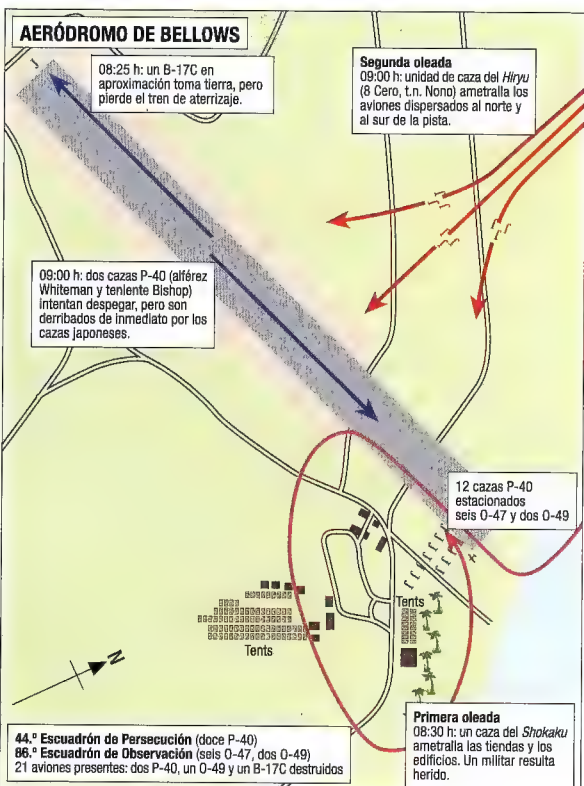 AERÓDROMO DE BELLOWS
08:25 h: un B-17C en
aproximación toma tierra, pero
pierde el tren de aterrizaje.
Segunda oleada
09:00 h: unidad de caza del Hiryu
(8 Cero, t.n. Nono) ametralla los
aviones dispersados al norte y
al sur de la pista.
09:00 h: dos cazas P-40 (alférez
Whiteman y teniente Bishop)
intentan despegar, pero son
derribados de inmediato por los
cazas japoneses.
12 cazas P-40
estacionados
seis O-47 y dos O-49
Tents
Tents
N
Primera oleada
08:30 h: un caza del Shokaku
ametralla las tiendas y los
edificios. Un militar resulta
herido.
44.º Escuadrón de Persecución (doce P-40)
86.º Escuadrón de Observación (seis O-47, dos O-49)
21 aviones presentes: dos P-40, un O-49 y un B-17C destruidos